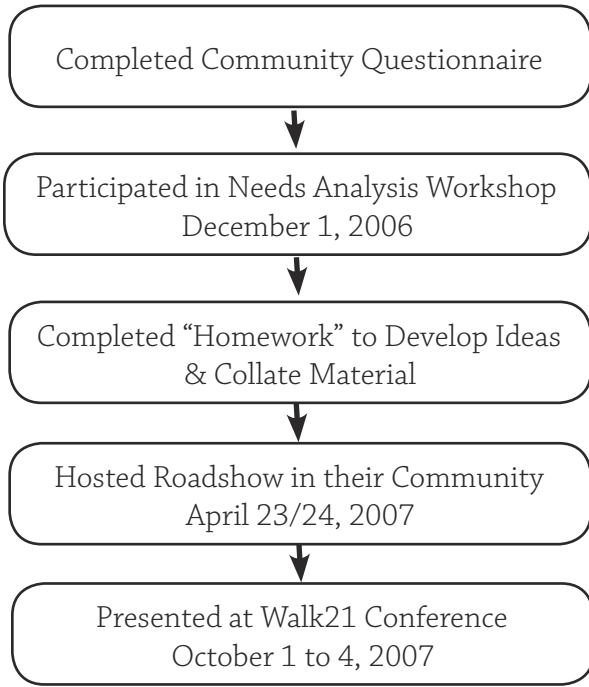 Completed Community Questionnaire
Participated in Needs Analysis Workshop
December 1, 2006
Completed “Homework” to Develop Ideas
& Collate Material
Hosted Roadshow in their Community
April 23/24, 2007
Presented at Walk21 Conference
October 1 to 4, 2007